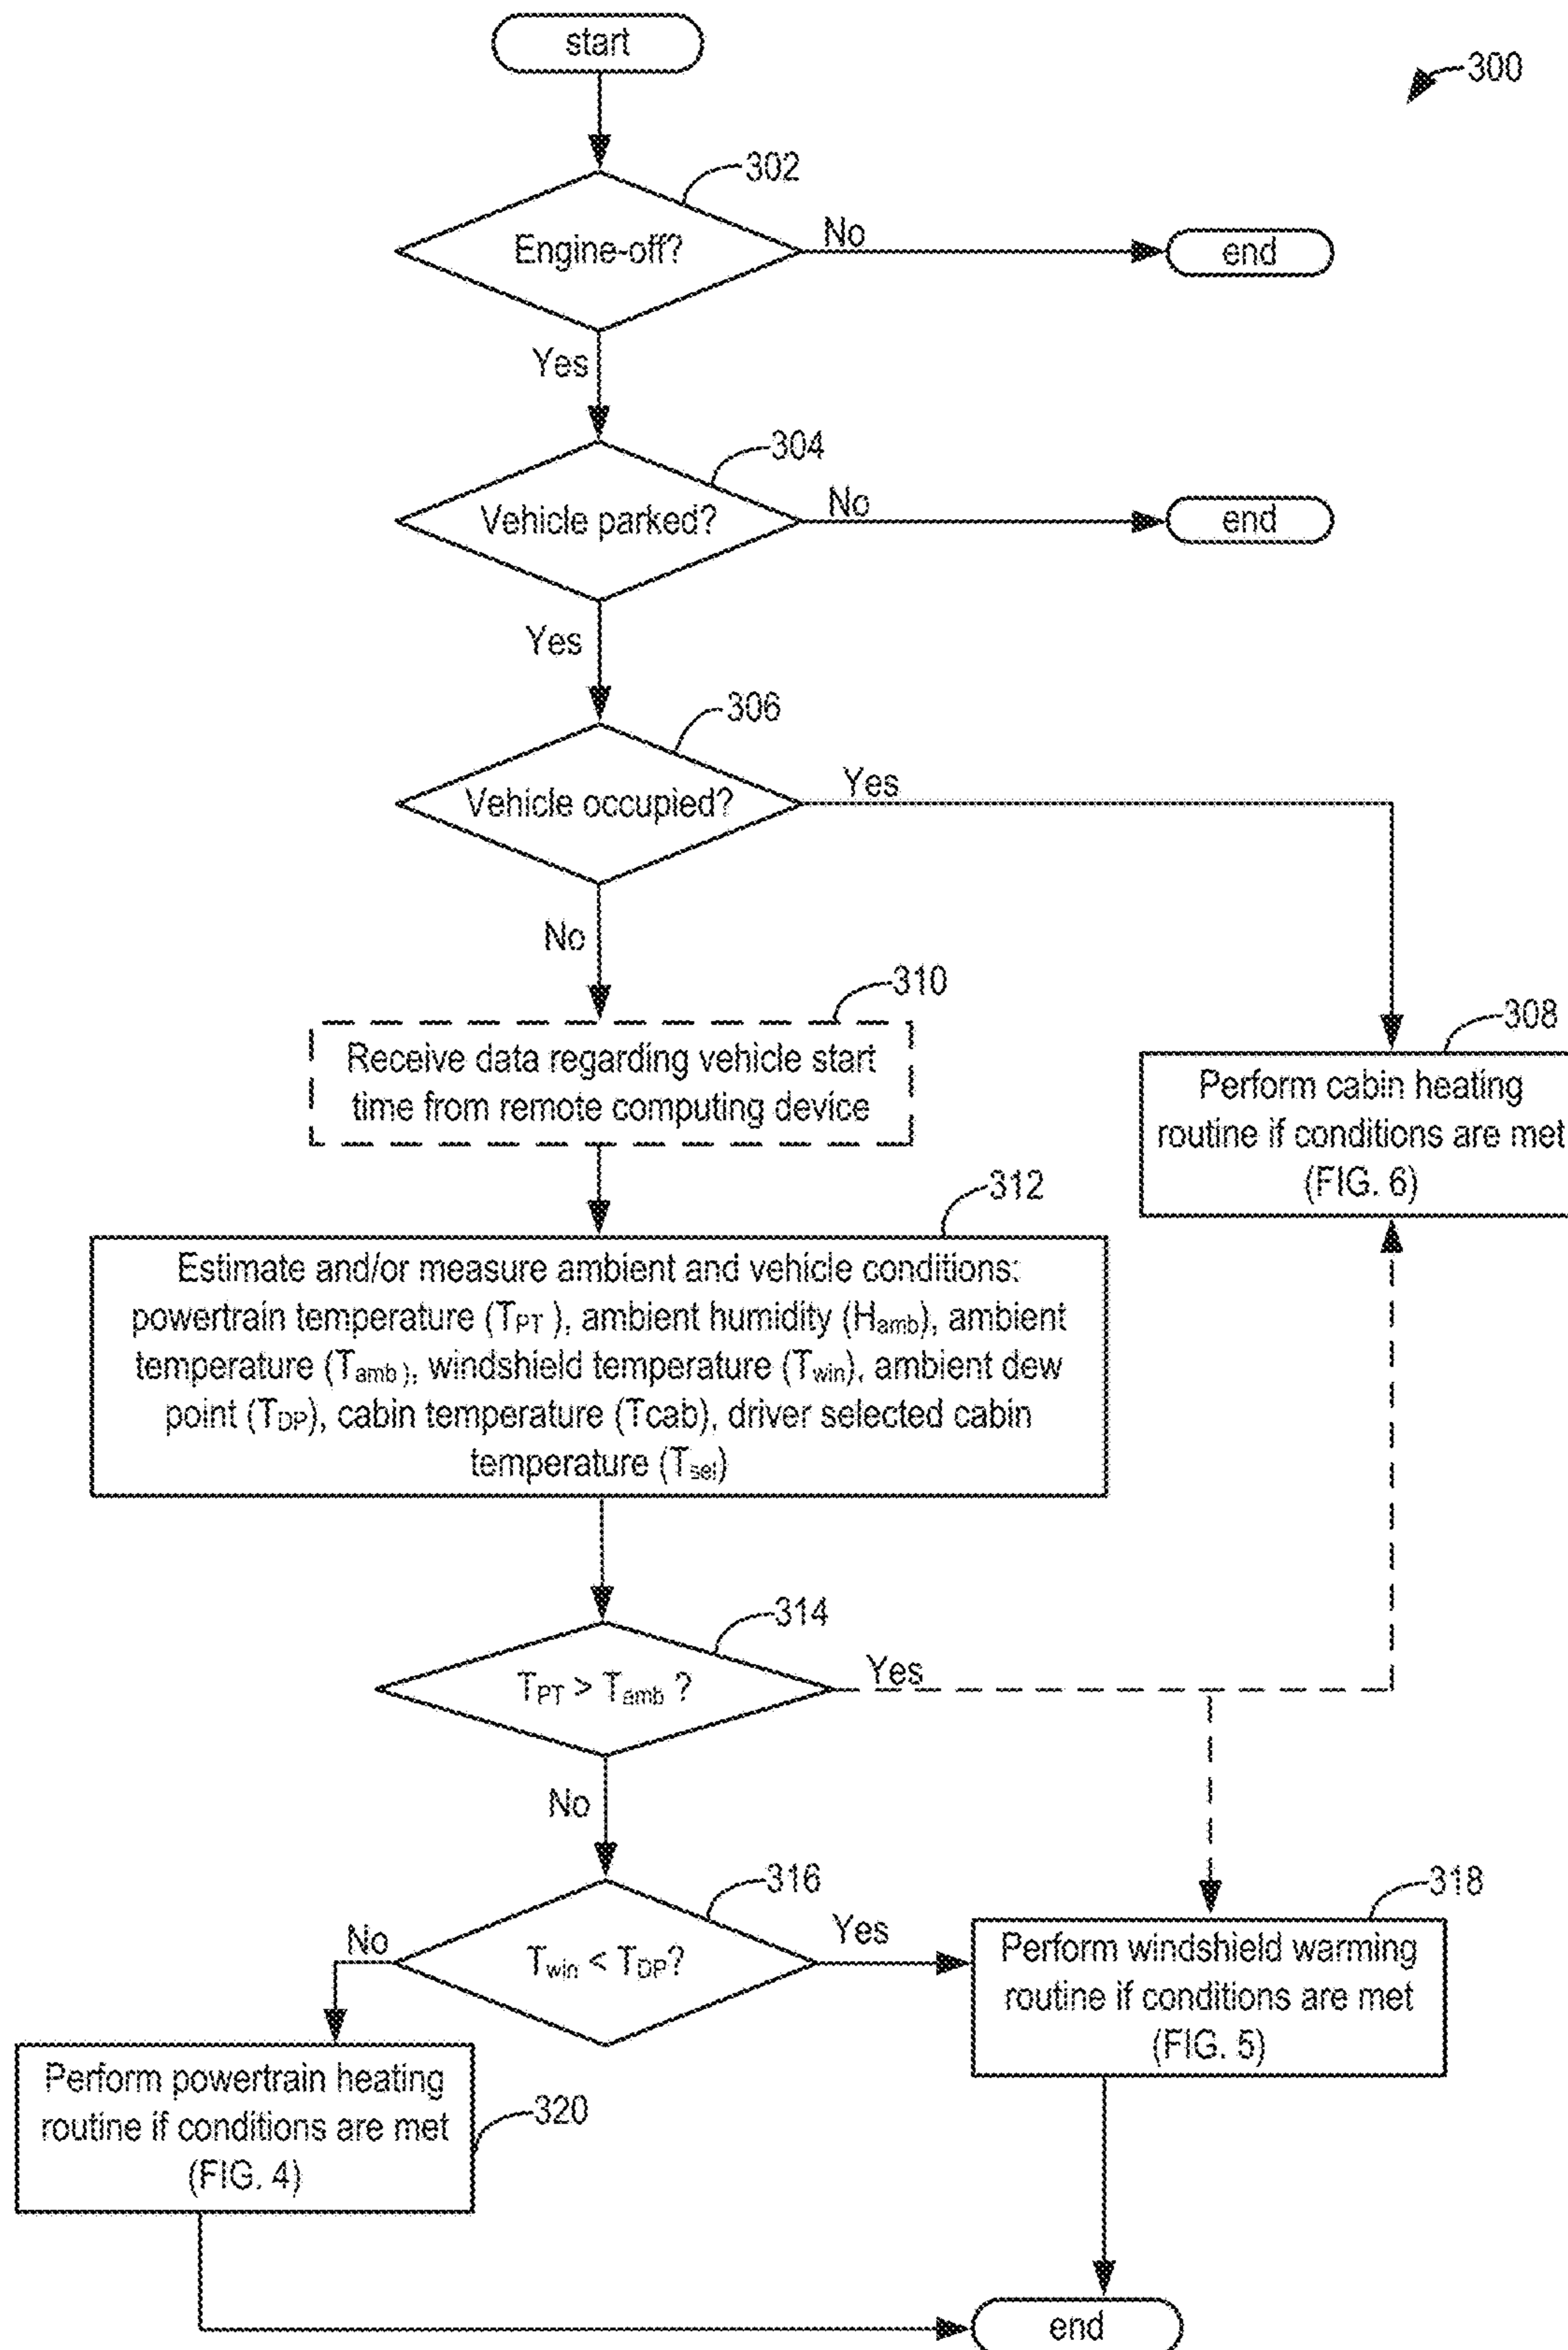 start
300
302
Engine-off?
No
end
Yes
304
Vehicle parked?
No
end
Yes
306
Vehicle occupied?
Yes
No
310
Receive data regarding vehicle start
time from remote computing device
308
Perform cabin heating
routine if conditions are met
(FIG. 6)
312
Estimate and/or measure ambient and vehicle conditions:
powertrain temperature (TPT ), ambient humidity (Hamb), ambient
temperature (Tamb ), windshield temperature (Twin), ambient dew
point (TDP), cabin temperature (Tcab), driver selected cabin
temperature (Tsel)
314
TPT > Tamb ?
Yes
No
316
Twin < TDP?
No
Yes
318
Perform windshield warming
routine if conditions are met
(FIG. 5)
Perform powertrain heating
routine if conditions are met
(FIG. 4)
320
end